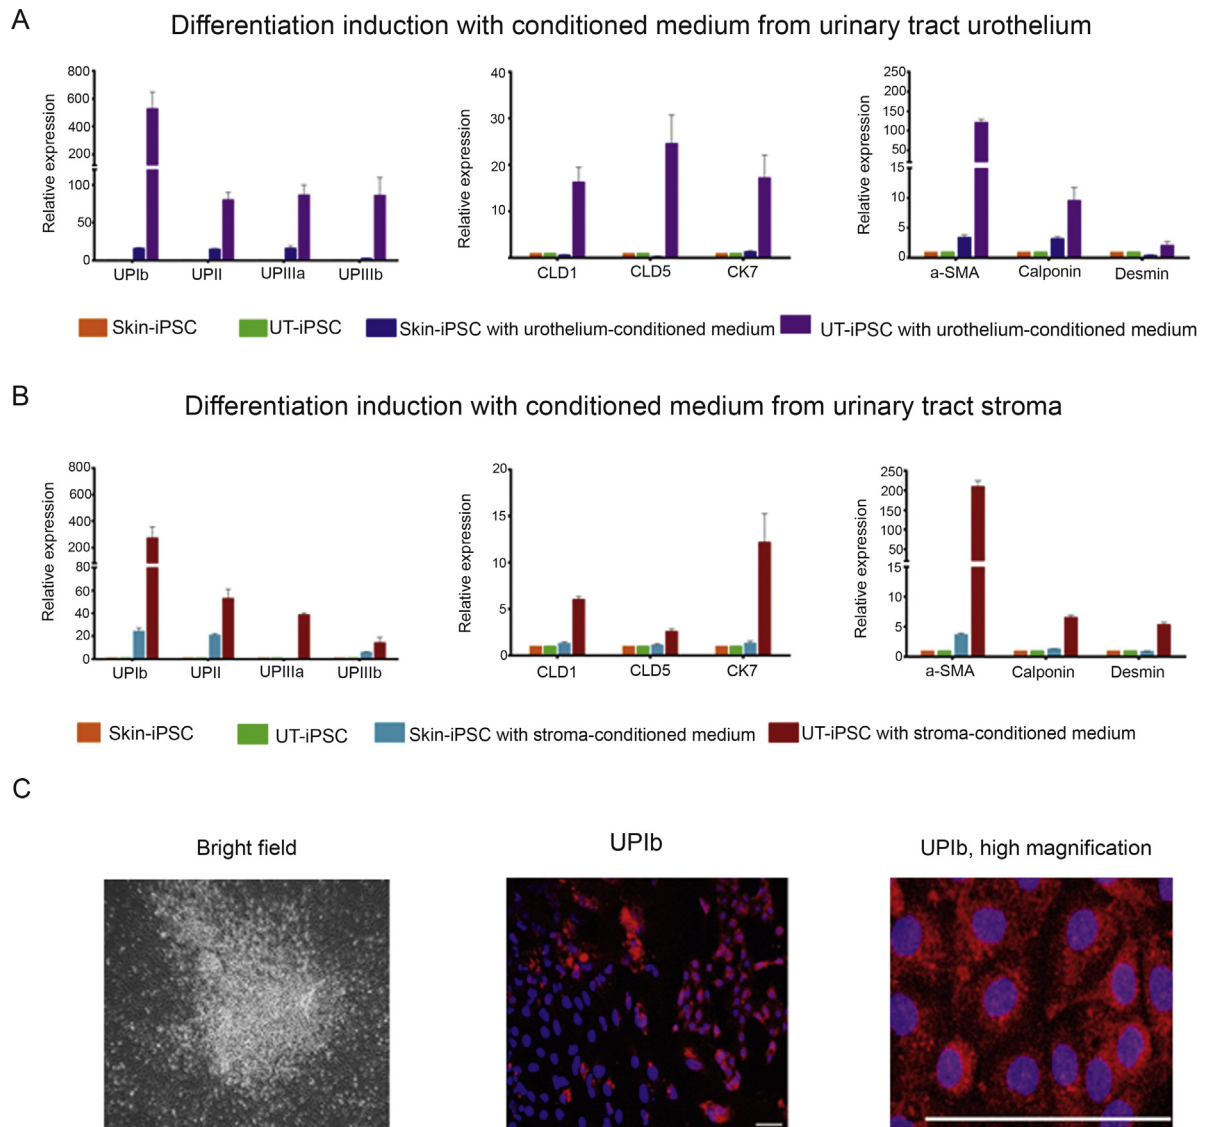 A
Differentiation induction with conditioned medium from urinary tract urothelium
Relative expression
800
600
400
200
100
50
0
UPIb UPII UPIIIa UPIIIb
Relative expression
40
30
20
10
CLD1 CLD5 CK7
Relative expression
250
200
150
100
50
15
10
5
0
a-SMA Calponin Desmin
Skin-iPSC UT-iPSC Skin-iPSC with urothelium-conditioned medium UT-iPSC with urothelium-conditioned medium
B
Differentiation induction with conditioned medium from urinary tract stroma
Relative expression
800
600
400
200
80
60
40
20
0
UPIb UPII UPIIIa UPIIIb
Relative expression
20
15
10
5
0
CLD1 CLD5 CK7
Relative expression
250
200
150
100
50
15
10
5
0
a-SMA Calponin Desmin
Skin-iPSC UT-iPSC Skin-iPSC with stroma-conditioned medium UT-iPSC with stroma-conditioned medium
C
Bright field
UPIb
UPIb, high magnification